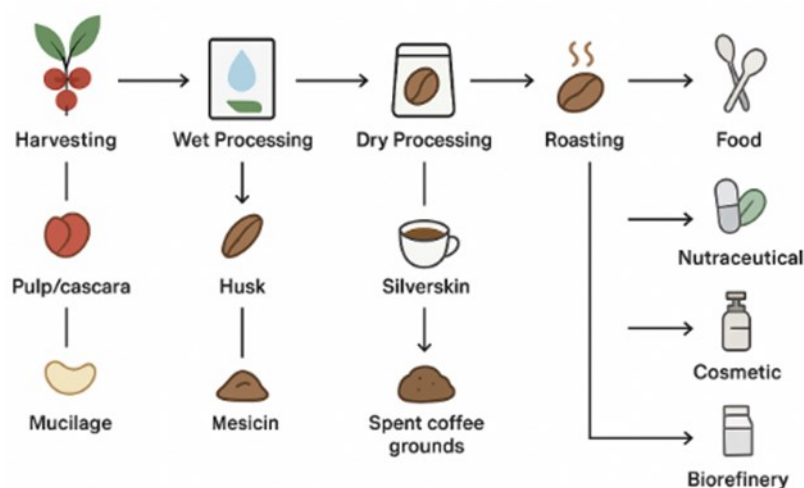 Harvesting
Wet Processing
Dry Processing
Roasting
Food
Pulp/cascara
Husk
Silverskin
Nutraceutical
Mucilage
Mesicin
Spent coffee
grounds
Cosmetic
Biorefinery